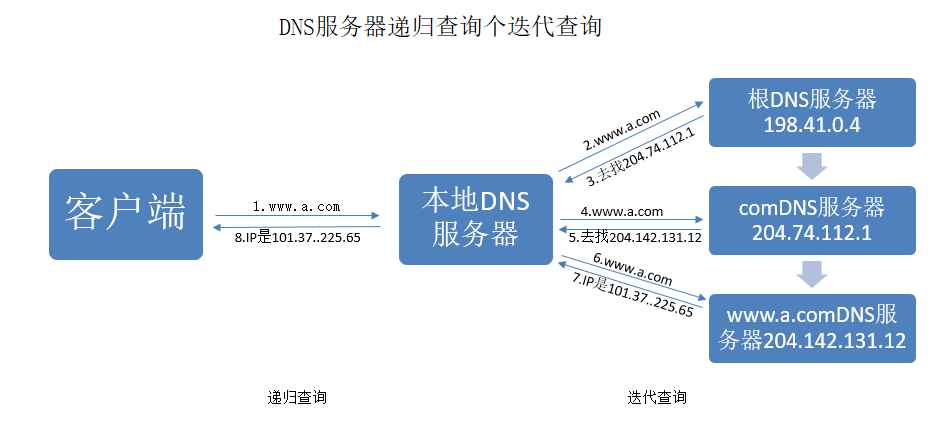 DNS服务器递归查询个迭代查询
根DNS服务器
198.41.0.4
2.www.a.com
3.去找204.74.112.1
客户端
1.www.a.com
8.IP是101.37..225.65
本地DNS
服务器
4.www.a.com
5.去找204.142.131.12
comDNS服务器
204.74.112.1
6.www.a.com
7.IP是101.37..225.65
www.a.comDNS服
务器204.142.131.12
递归查询
迭代查询